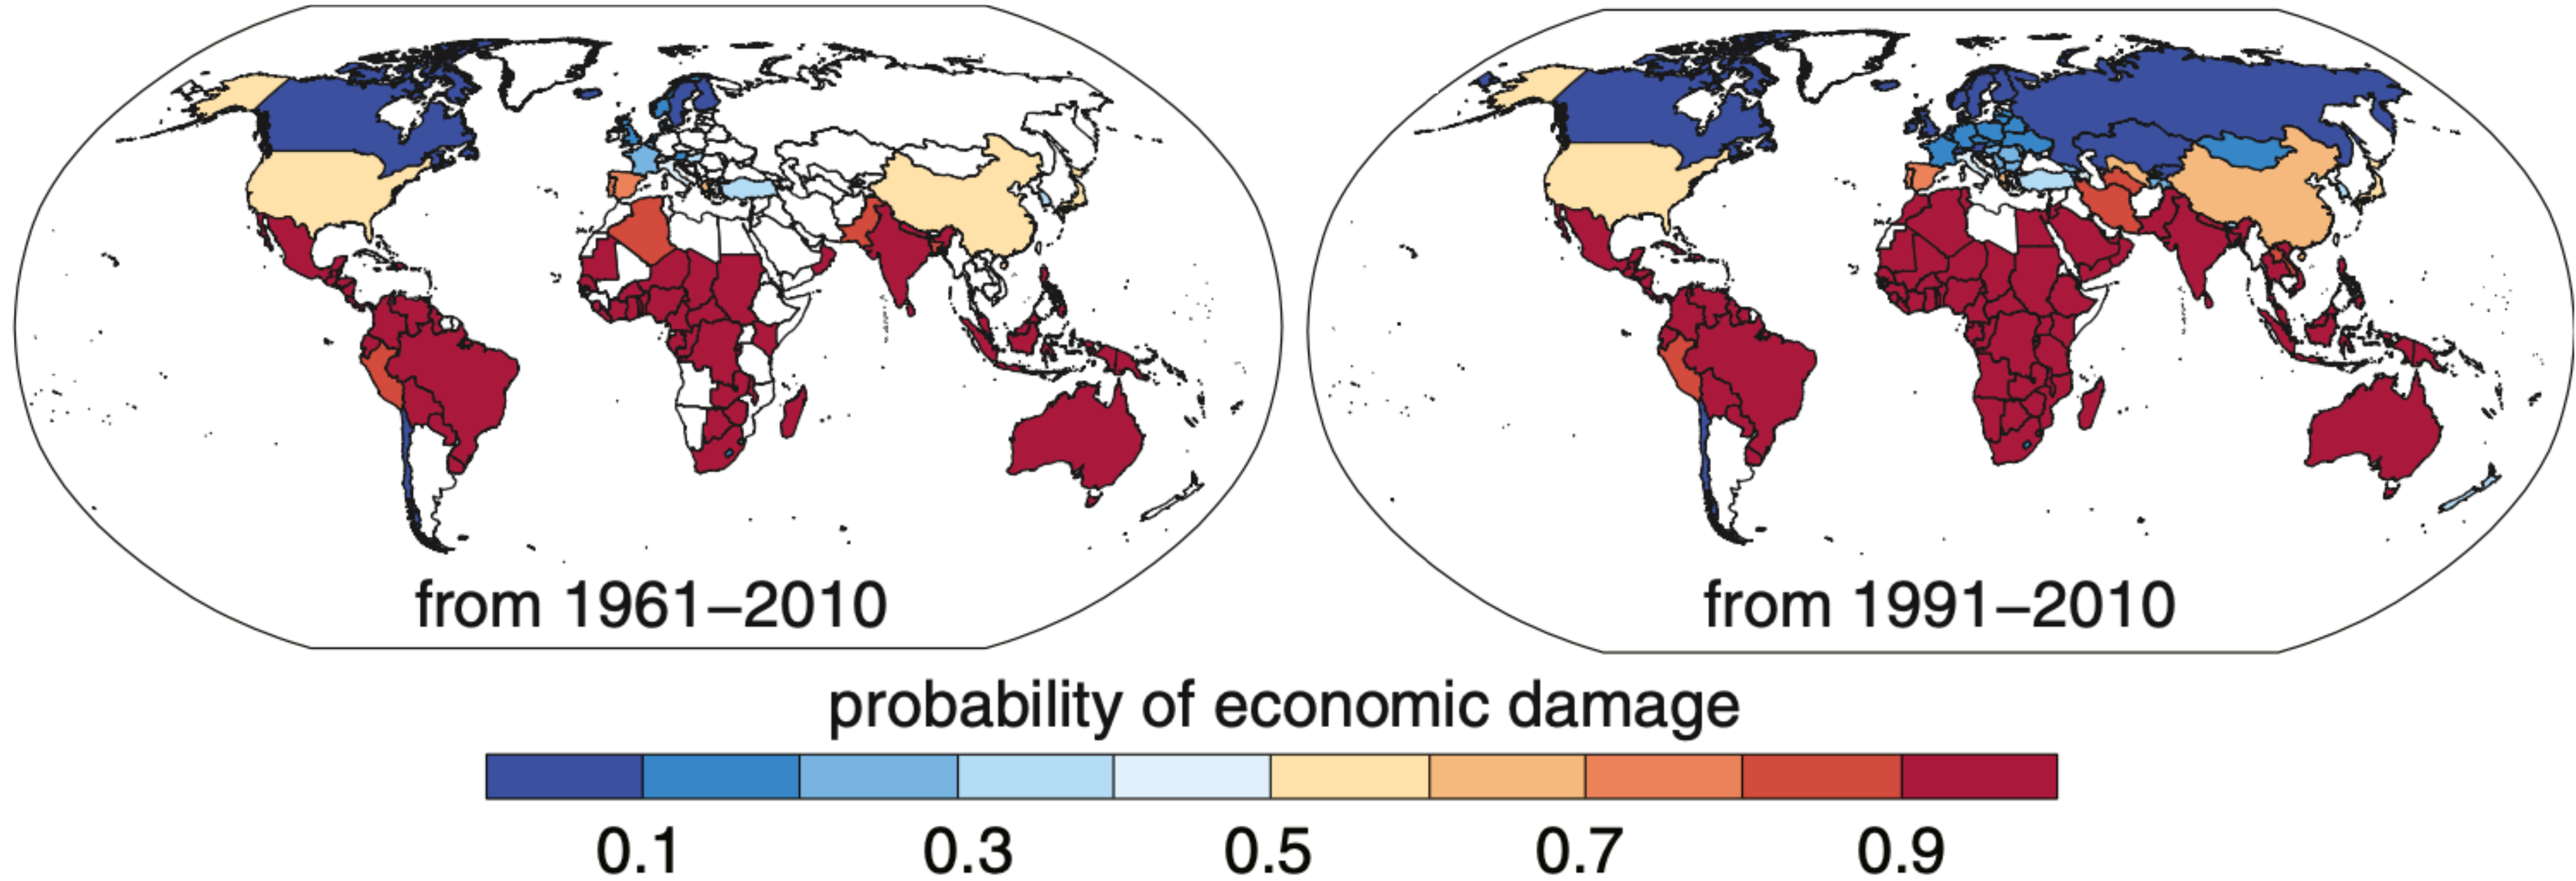 from 1961–2010
from 1991–2010
probability of economic damage
0.1 0.3 0.5 0.7 0.9